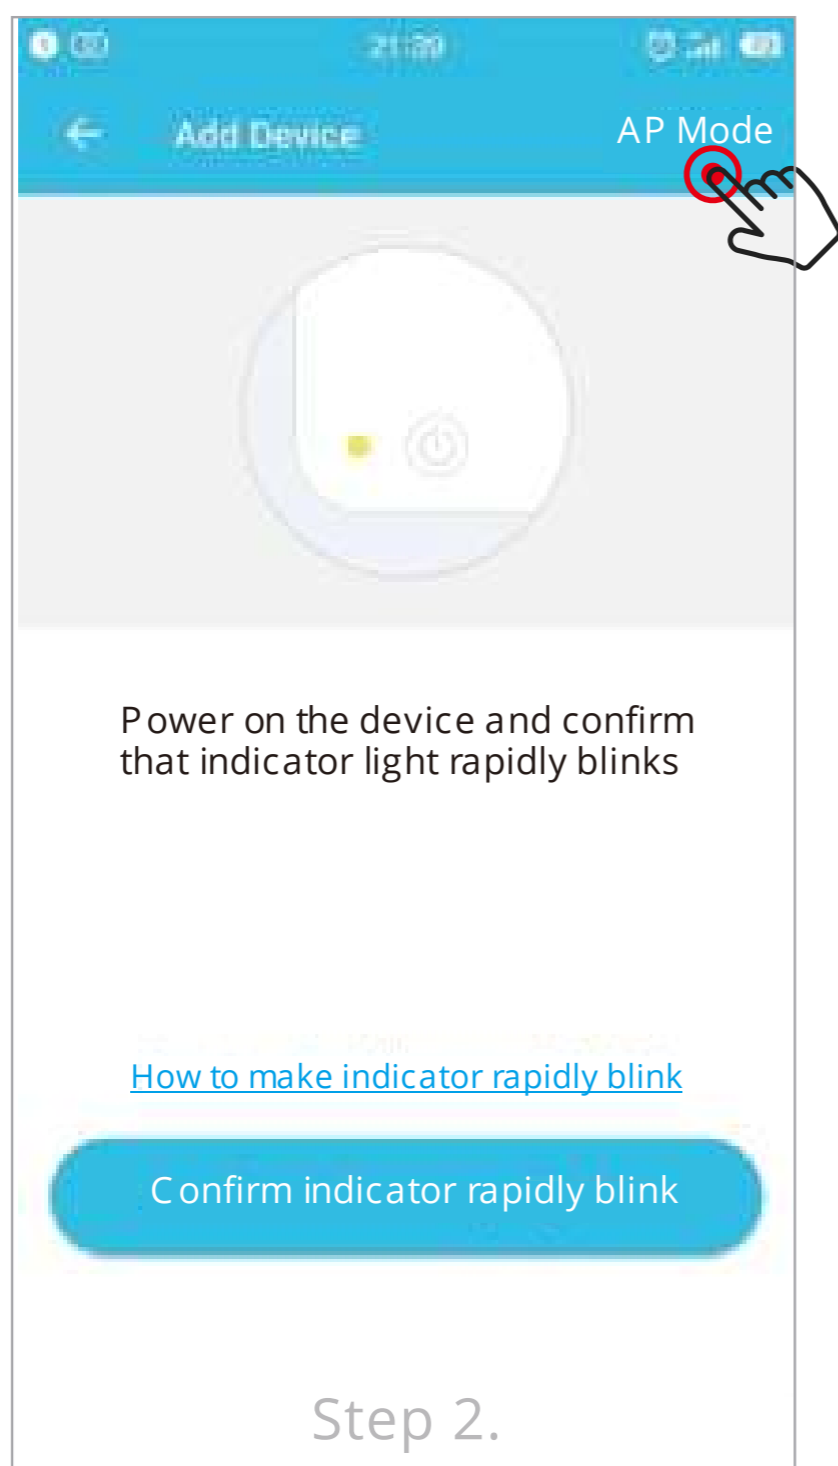 21:39
Add Device
AP Mode
Power on the device and confirm
that indicator light rapidly blinks
How to make indicator rapidly blink
Confirm indicator rapidly blink
Step 2.